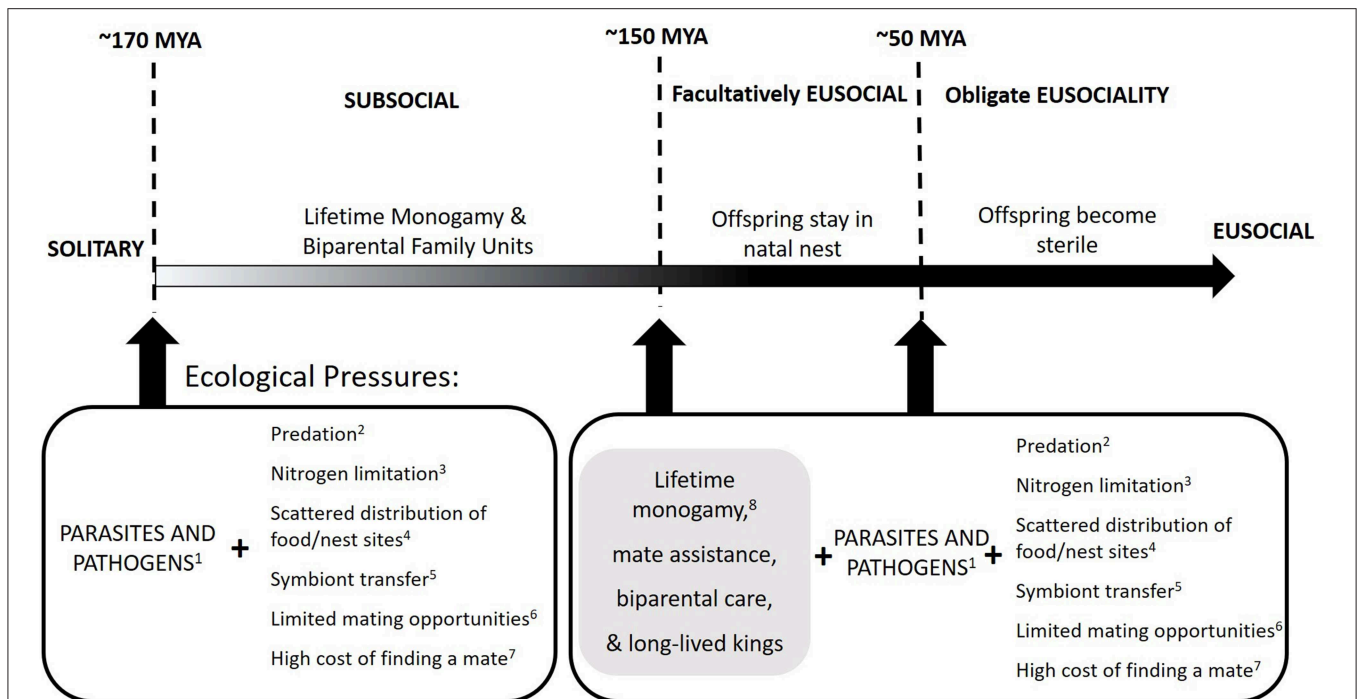 ~170 MYA
~150 MYA
~50 MYA
SUBSOCIAL
Facultatively EUSOCIAL
Obligate EUSOCIALITY
Lifetime Monogamy &
Biparental Family Units
Offspring stay in
natal nest
Offspring become
sterile
SOLITARY
EUSOCIAL
Ecological Pressures:
PARASITES AND
PATHOGENS¹
+
Predation²
Nitrogen limitation³
Scattered distribution of
food/nest sites⁴
Symbiont transfer⁵
Limited mating opportunities⁶
High cost of finding a mate⁷
Lifetime
monogamy,⁸
mate assistance,
biparental care,
& long-lived kings
+
PARASITES AND
PATHOGENS¹
+
Predation²
Nitrogen limitation³
Scattered distribution of
food/nest sites⁴
Symbiont transfer⁵
Limited mating opportunities⁶
High cost of finding a mate⁷